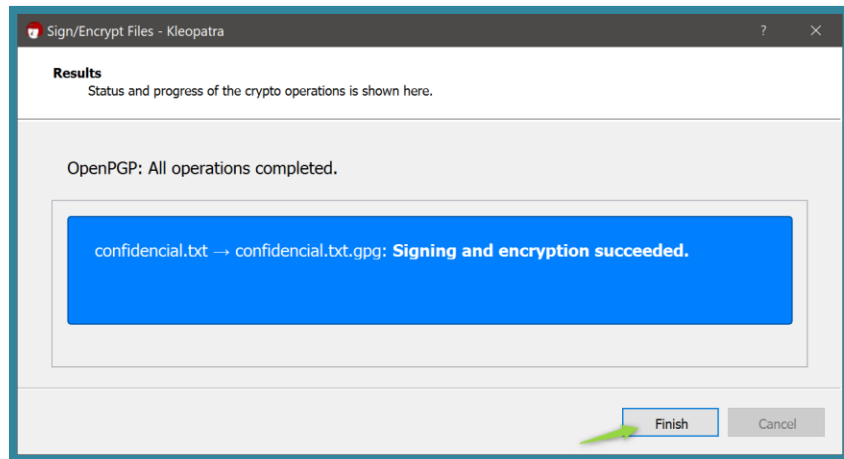 Sign/Encrypt Files - Kleopatra
Results
Status and progress of the crypto operations is shown here.
OpenPGP: All operations completed.
confidencial.txt → confidencial.txt.gpg: Signing and encryption succeeded.
Finish
Cancel